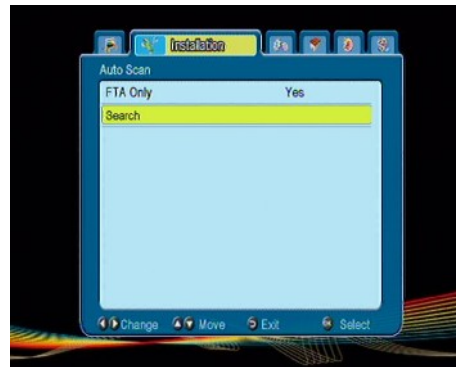 Installation
Auto Scan
FTA Only Yes
Search
Change Move Exit Select